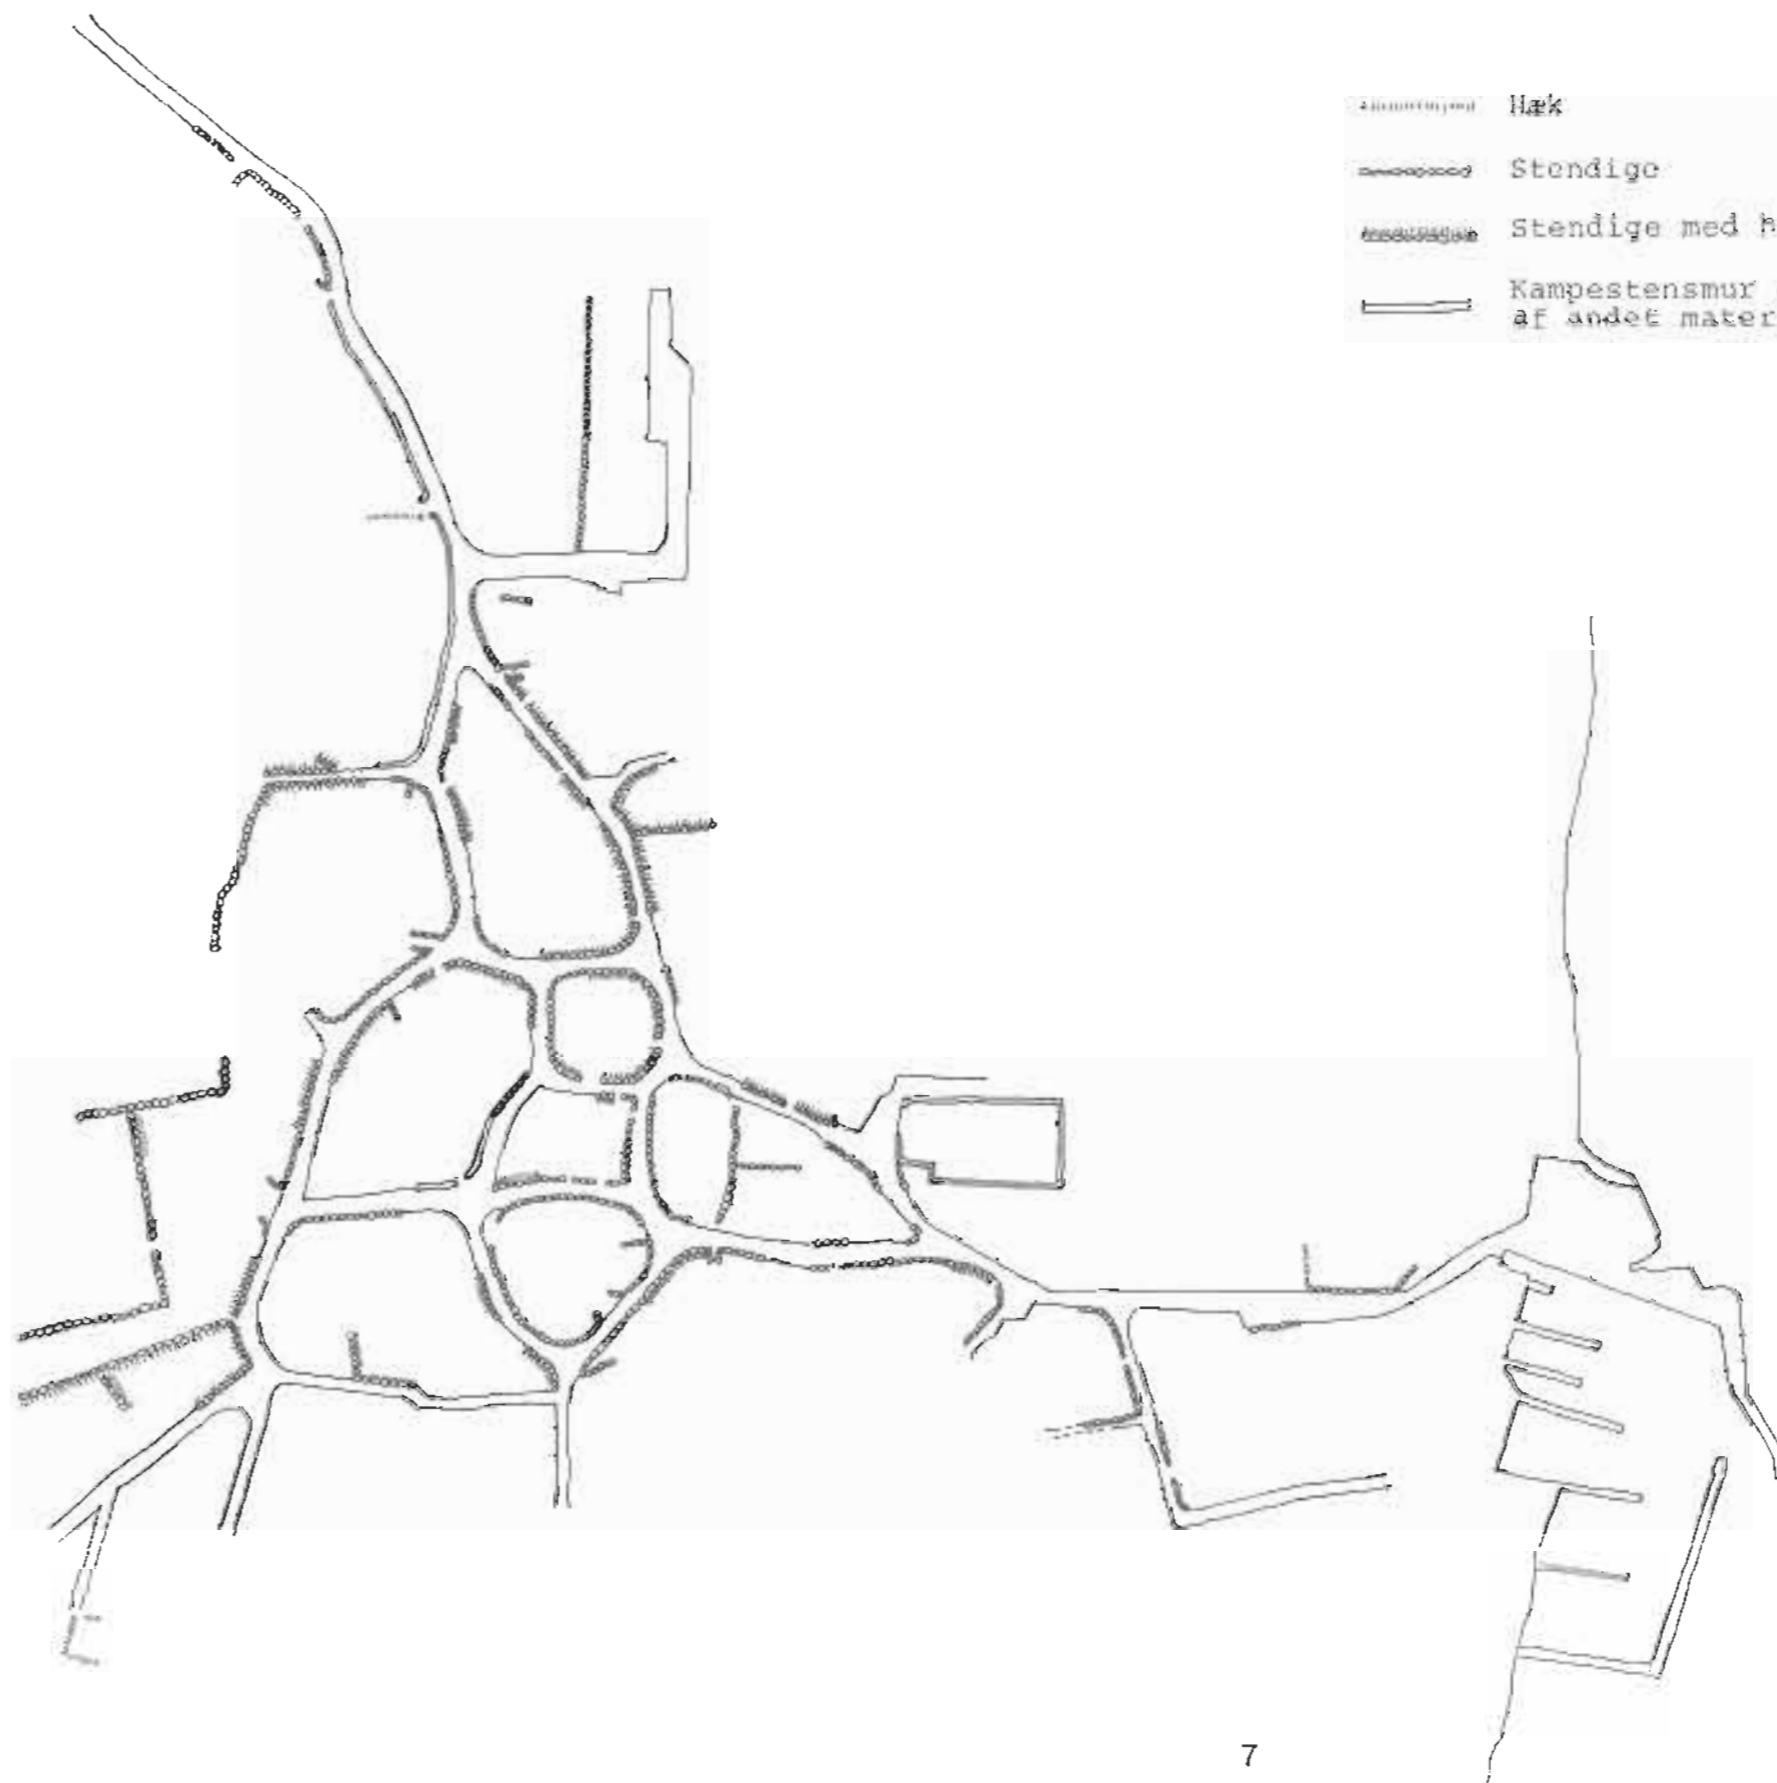 Hæk
Stendige
Stendige med h
Kampestensmur
af andet mater
7